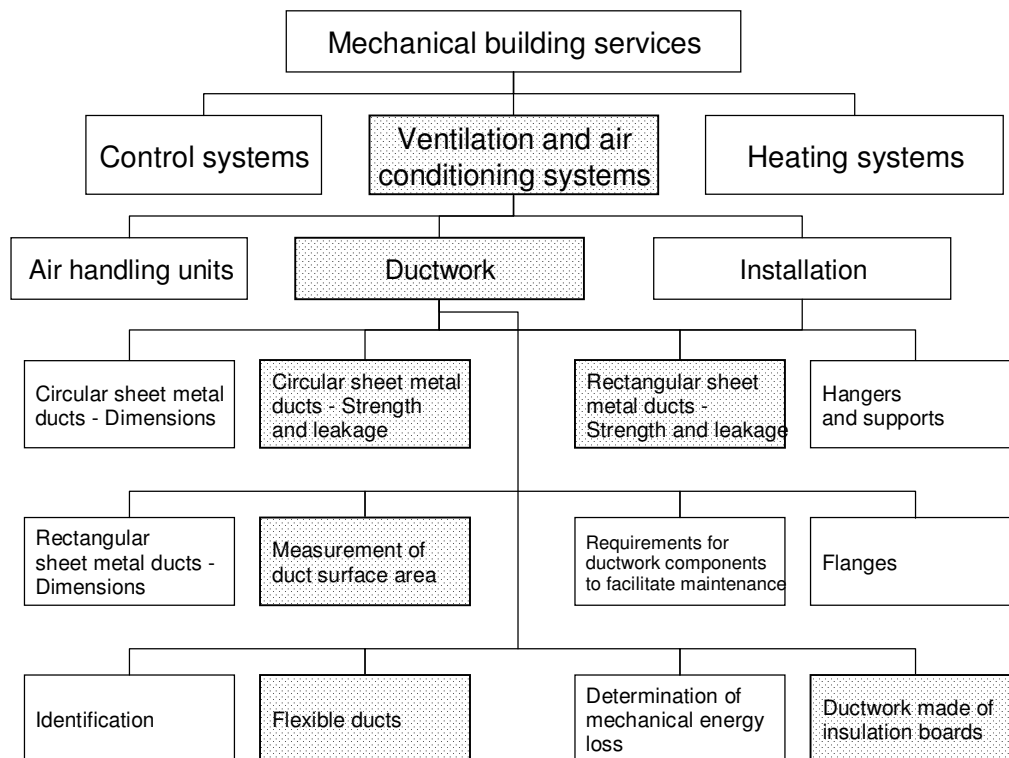 Mechanical building services
Control systems
Ventilation and air
conditioning systems
Heating systems
Air handling units
Ductwork
Installation
Circular sheet metal
ducts - Dimensions
Circular sheet metal
ducts - Strength
and leakage
Rectangular sheet
metal ducts -
Strength and leakage
Hangers
and supports
Rectangular
sheet metal ducts -
Dimensions
Measurement of
duct surface area
Requirements for
ductwork components
to facilitate maintenance
Flanges
Identification
Flexible ducts
Determination of
mechanical energy
loss
Ductwork made of
insulation boards